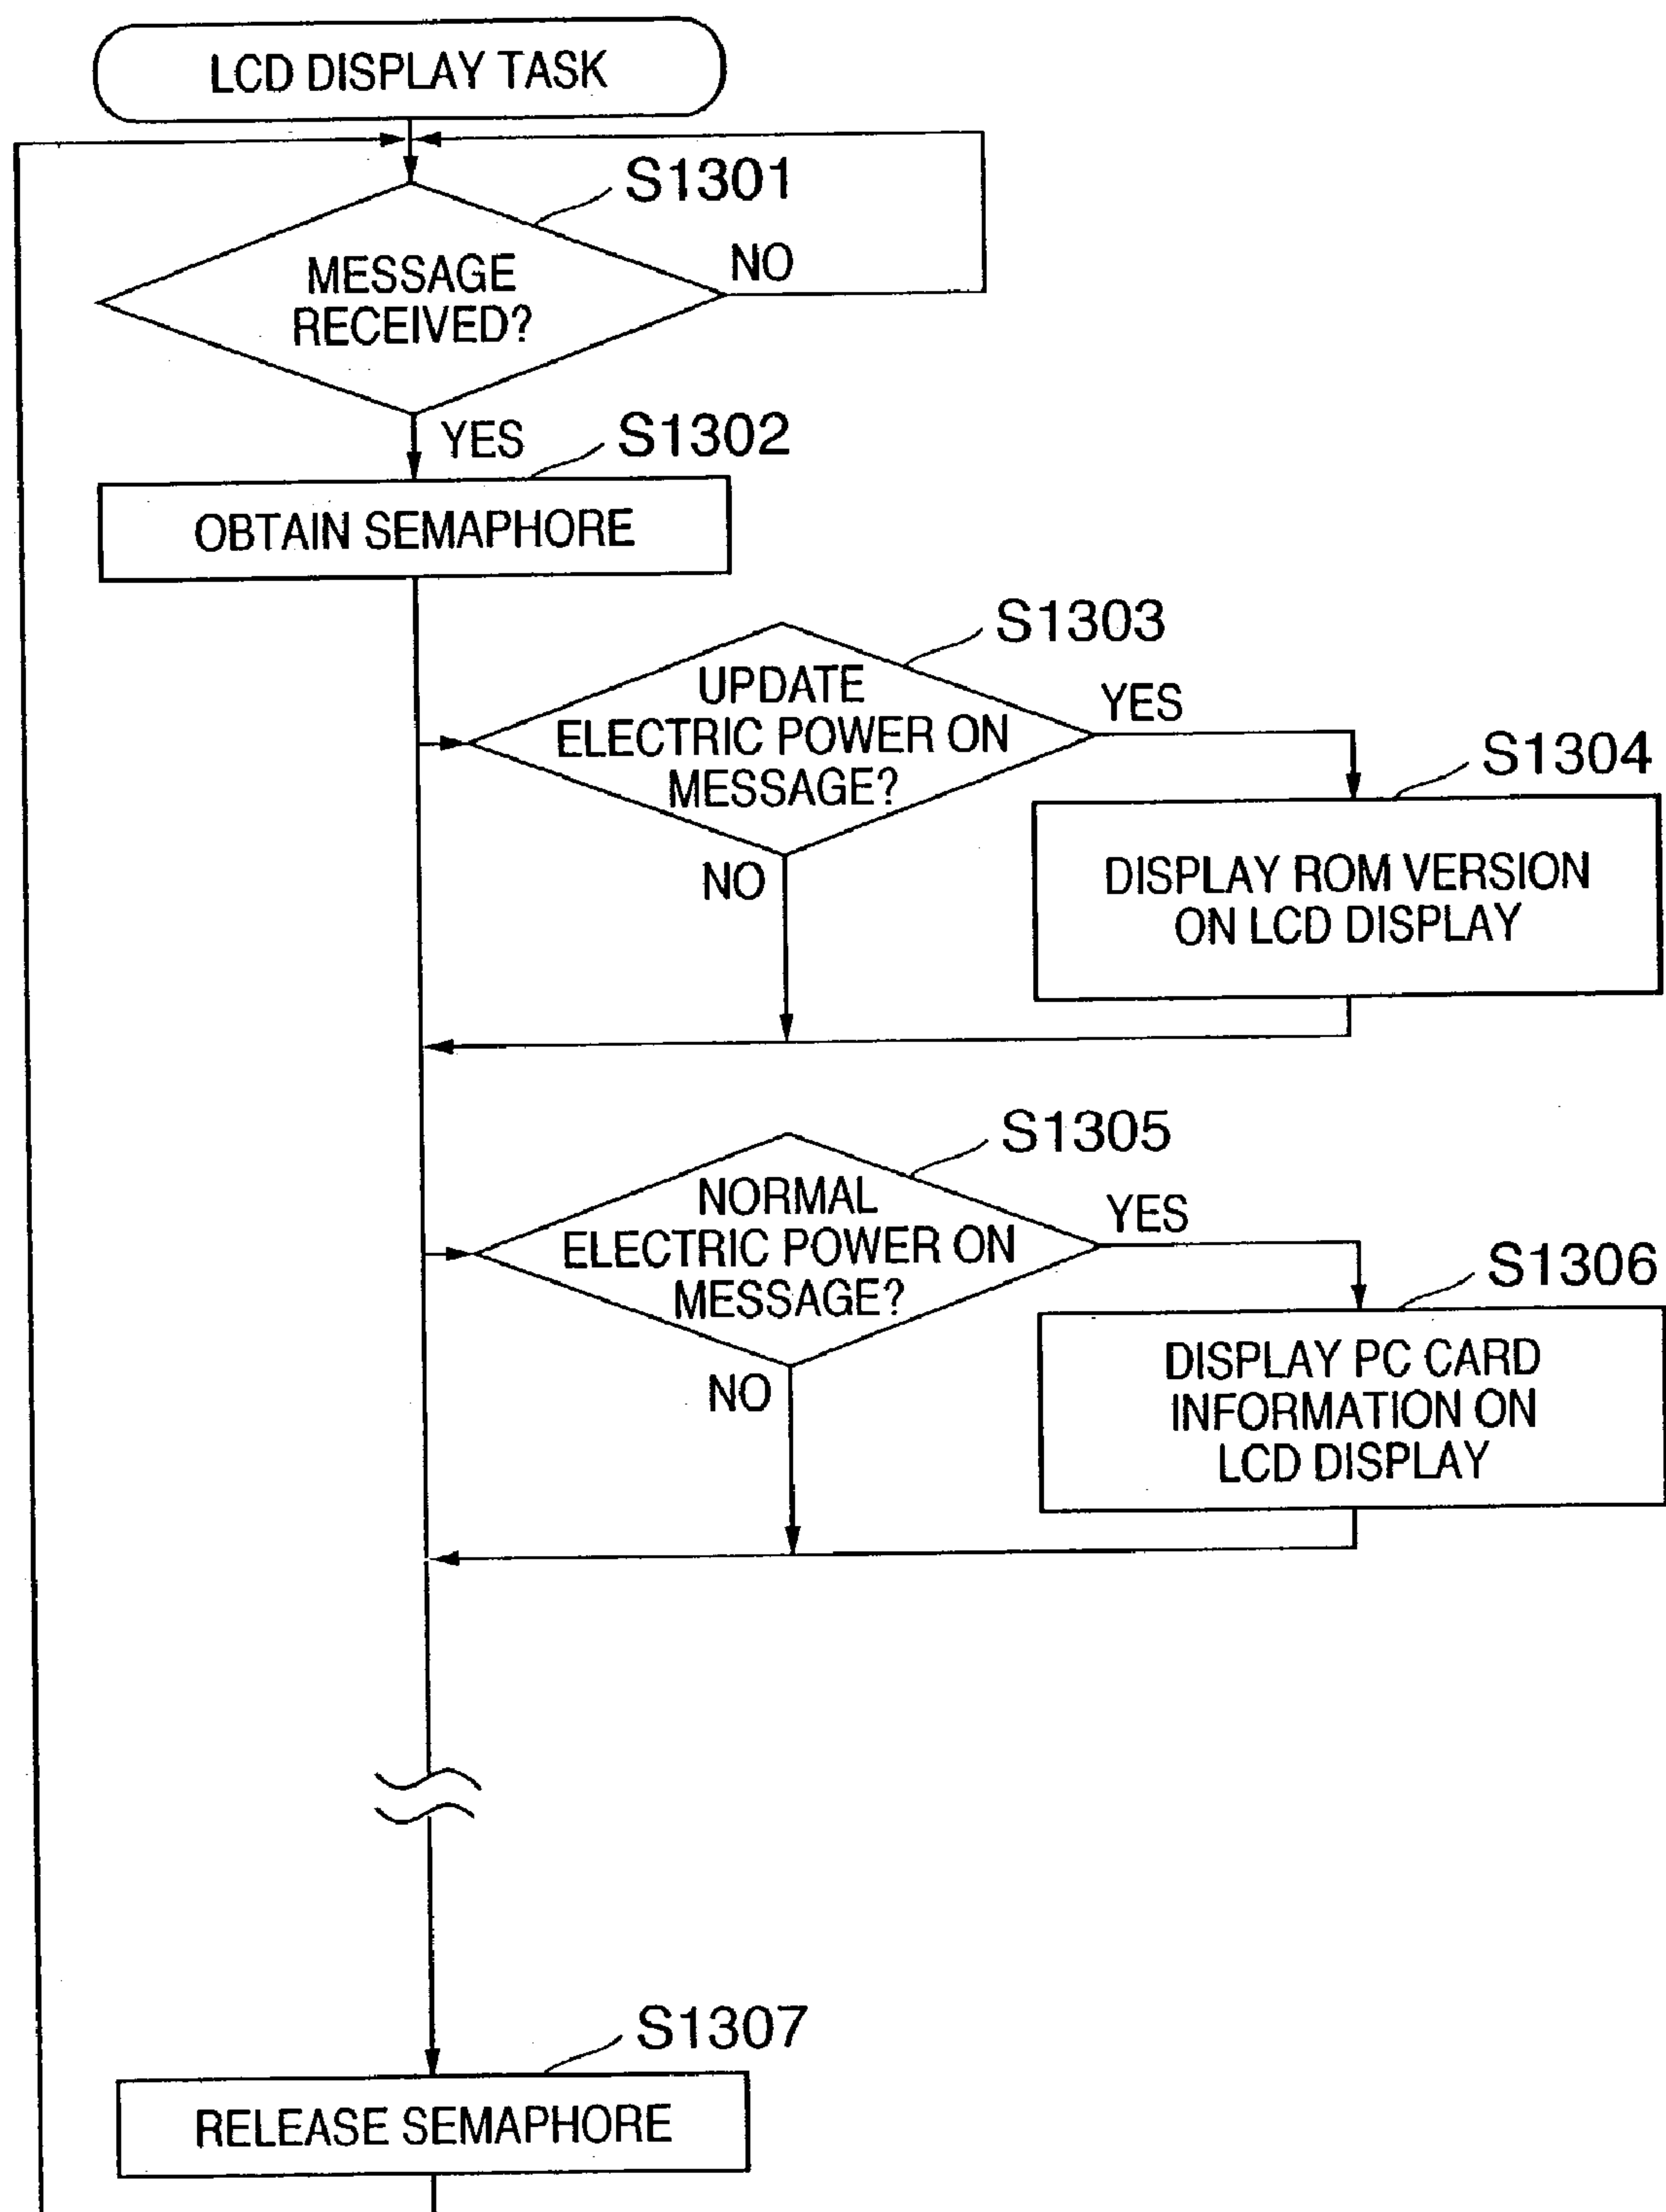 LCD DISPLAY TASK
S1301
MESSAGE
RECEIVED?
NO
YES
S1302
OBTAIN SEMAPHORE
S1303
UPDATE
ELECTRIC POWER ON
MESSAGE?
YES
NO
S1304
DISPLAY ROM VERSION
ON LCD DISPLAY
S1305
NORMAL
ELECTRIC POWER ON
MESSAGE?
YES
NO
S1306
DISPLAY PC CARD
INFORMATION ON
LCD DISPLAY
S1307
RELEASE SEMAPHORE